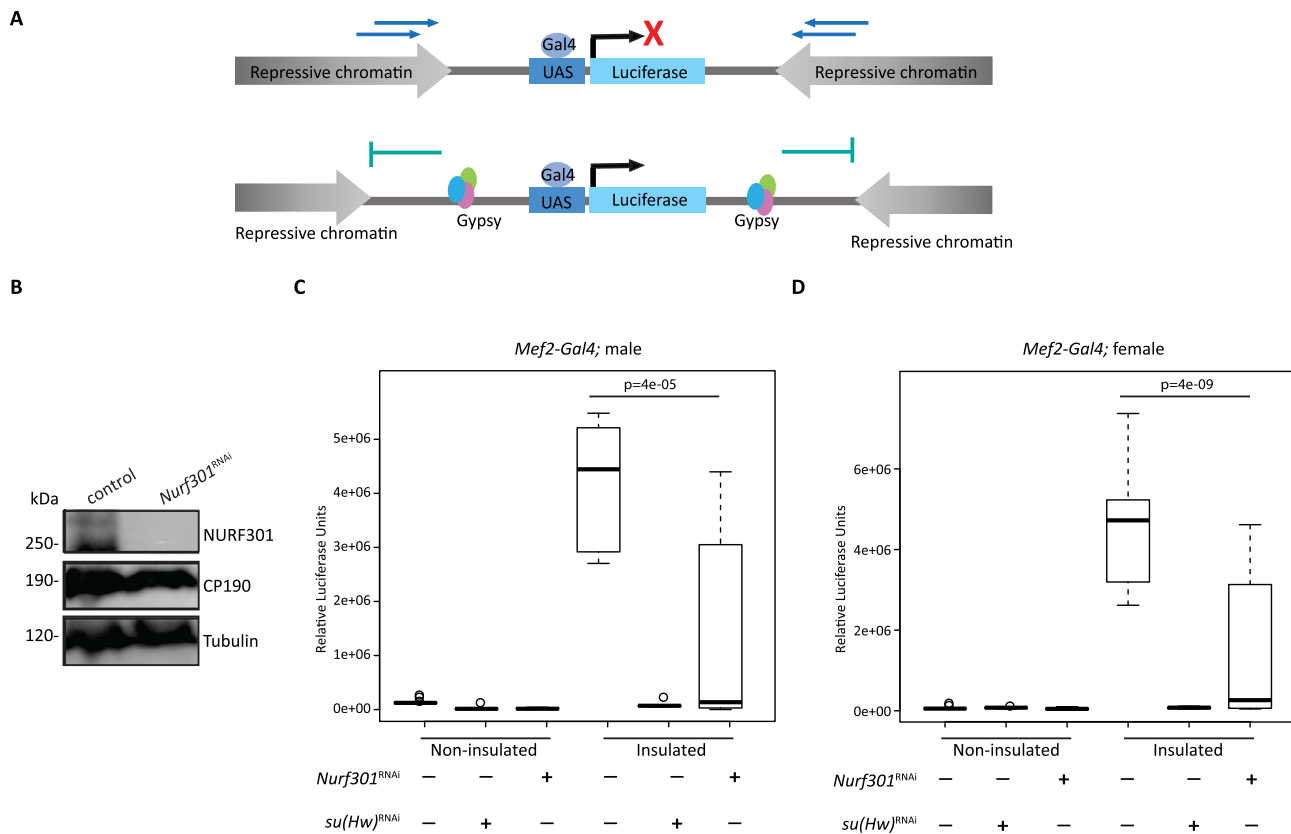 A
Gal4
X
Repressive chromatin
UAS
Luciferase
Repressive chromatin
Gal4
UAS
Luciferase
Gypsy
Gypsy
Repressive chromatin
Repressive chromatin
B
kDa
control
Nurf301RNAi
250-
NURF301
190-
CP190
120-
Tubulin
C
Mef2-Gal4; male
p=4e-05
Relative Luciferase Units
5e+06
4e+06
3e+06
2e+06
1e+06
0e+00
Non-insulated
Insulated
Nurf301RNAi − − + − − +
su(Hw)RNAi − + − − + −
D
Mef2-Gal4; female
p=4e-09
Relative Luciferase Units
6e+06
4e+06
2e+06
0e+00
Non-insulated
Insulated
Nurf301RNAi − − + − − +
su(Hw)RNAi − + − − + −